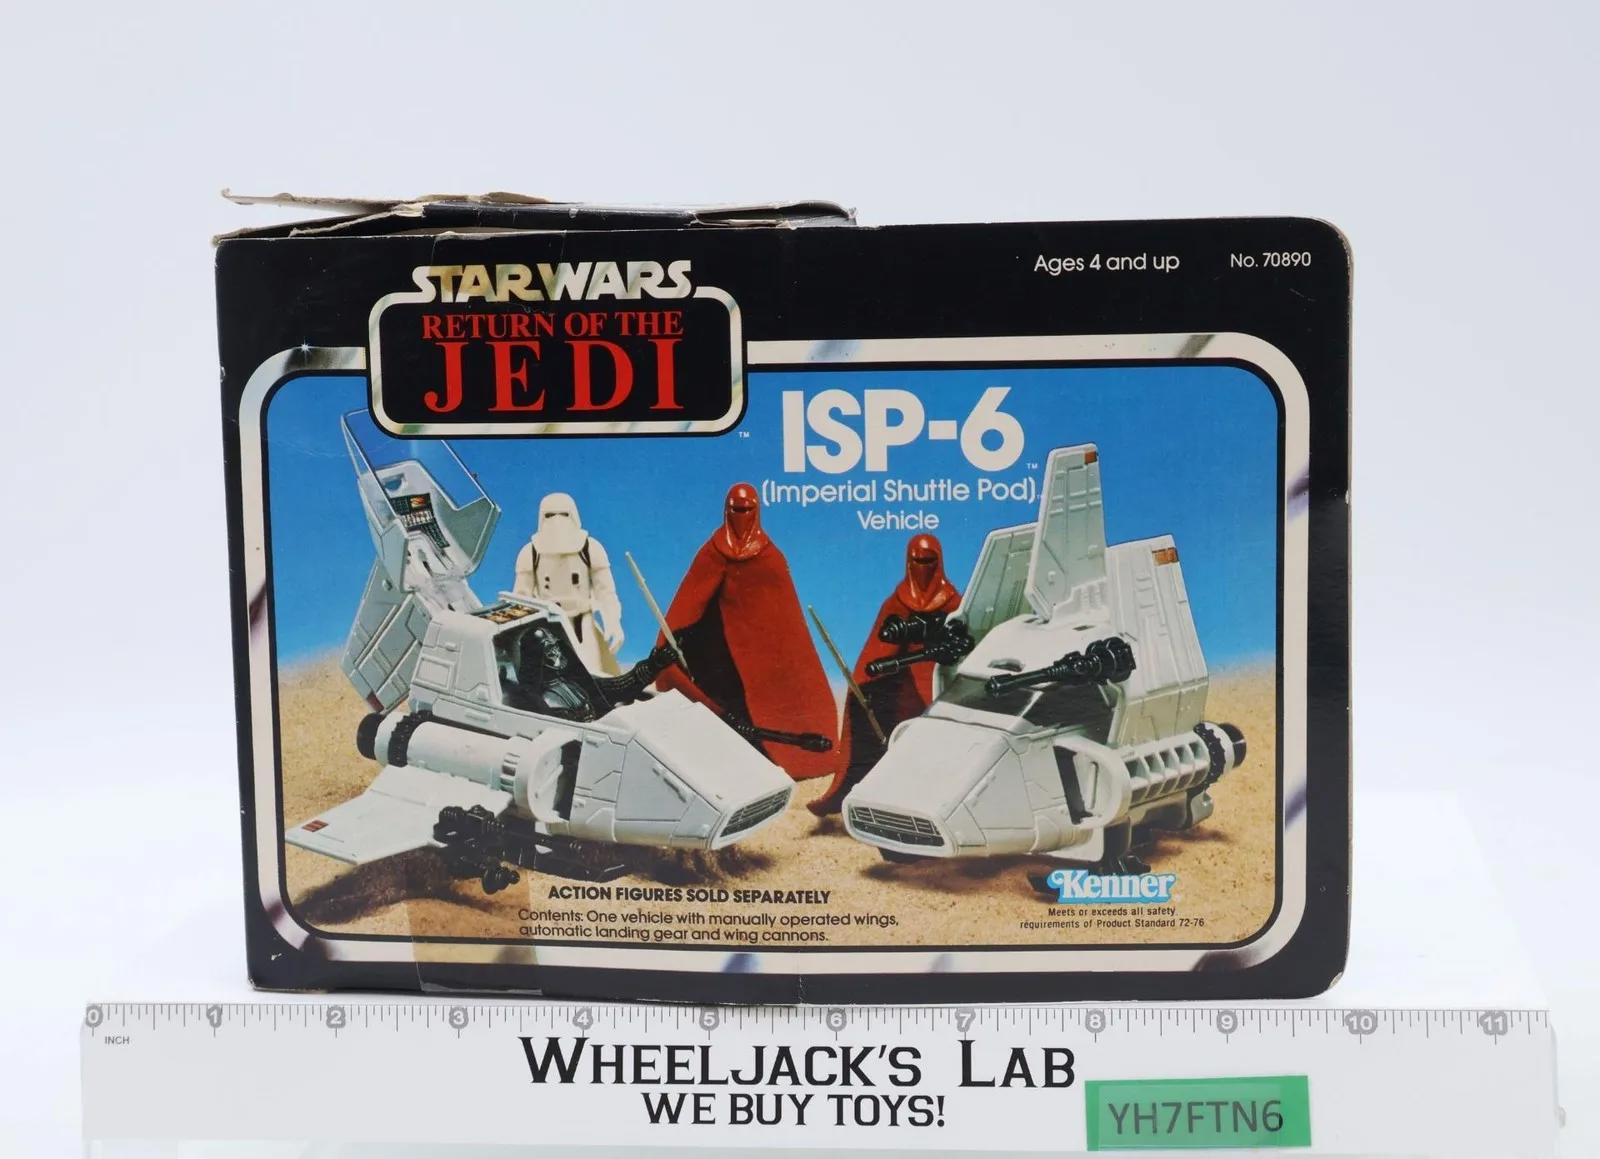 Ages 4 and up
No. 70890
STAR WARS
RETURN OF THE
JEDI
TM
ISP-6
TM
(Imperial Shuttle Pod)
Vehicle
ACTION FIGURES SOLD SEPARATELY
Contents: One vehicle with manually operated wings,
automatic landing gear and wing cannons.
Kenner
Meets or exceeds all safety
requirements of Product Standard 72-76
0 1 2 3 4 5 6 7 8 9 10 11
INCH
WHEELJACK'S LAB
WE BUY TOYS!
YH7FTN6